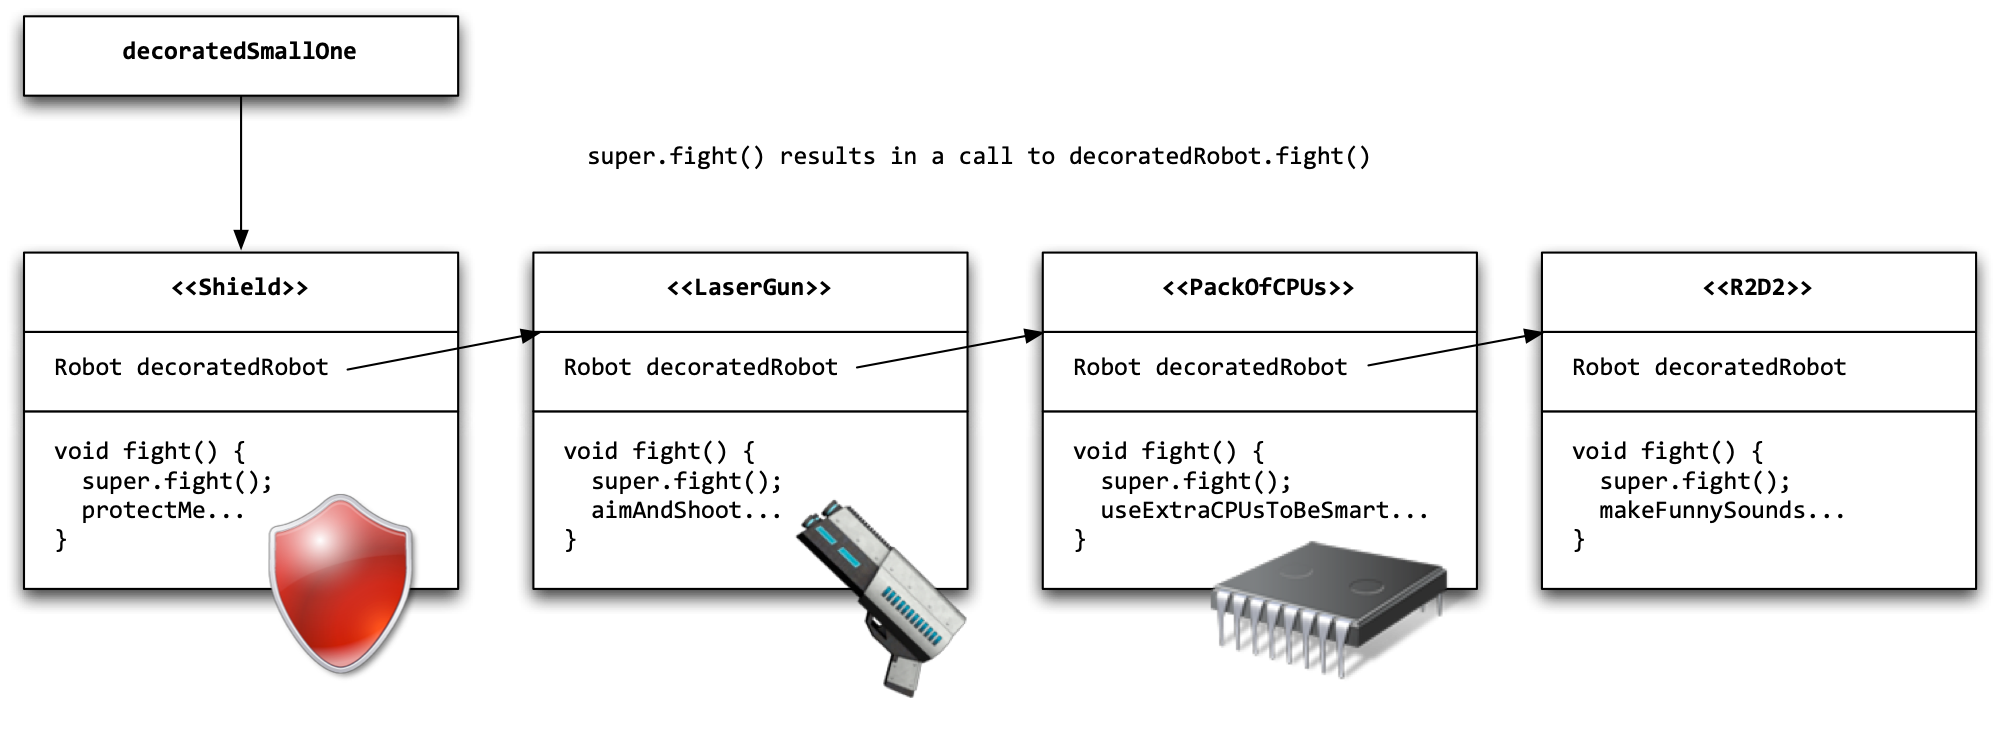 decoratedSmallOne
super.fight() results in a call to decoratedRobot.fight()
<<Shield>>
Robot decoratedRobot
void fight() {
  super.fight();
  protectMe...
}
<<LaserGun>>
Robot decoratedRobot
void fight() {
  super.fight();
  aimAndShoot...
}
<<PackOfCPUs>>
Robot decoratedRobot
void fight() {
  super.fight();
  useExtraCPUsToBeSmart...
}
<<R2D2>>
Robot decoratedRobot
void fight() {
  super.fight();
  makeFunnySounds...
}